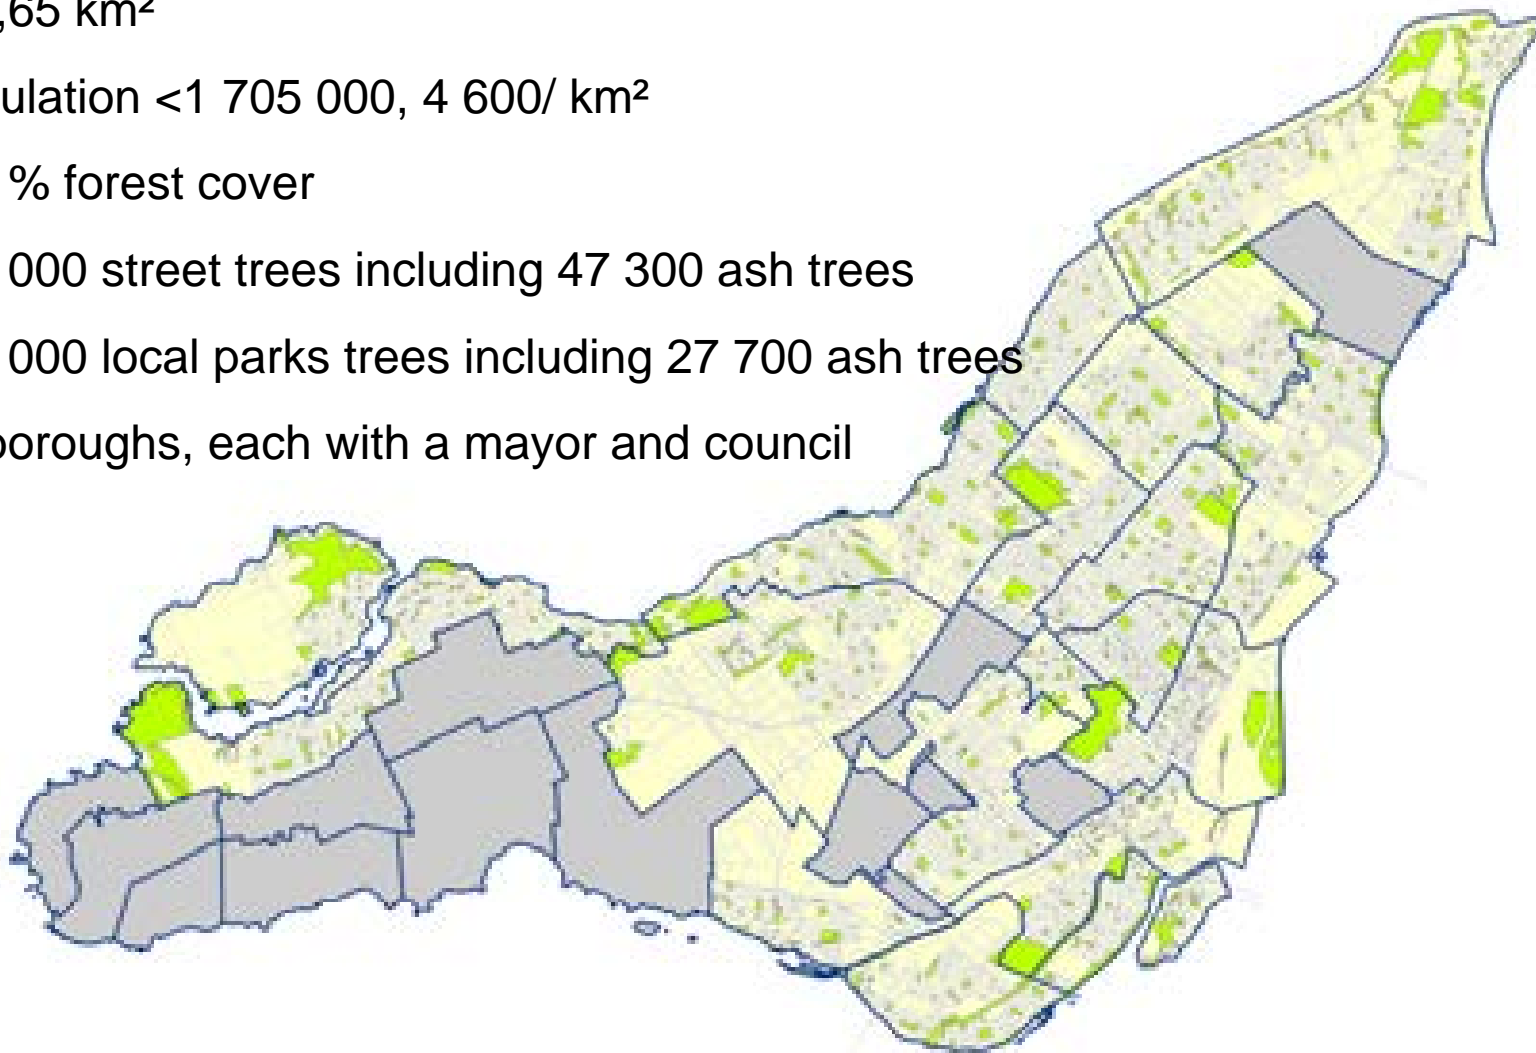 ,65 km²
ulation <1 705 000, 4 600/ km²
% forest cover
000 street trees including 47 300 ash trees
000 local parks trees including 27 700 ash trees
boroughs, each with a mayor and council